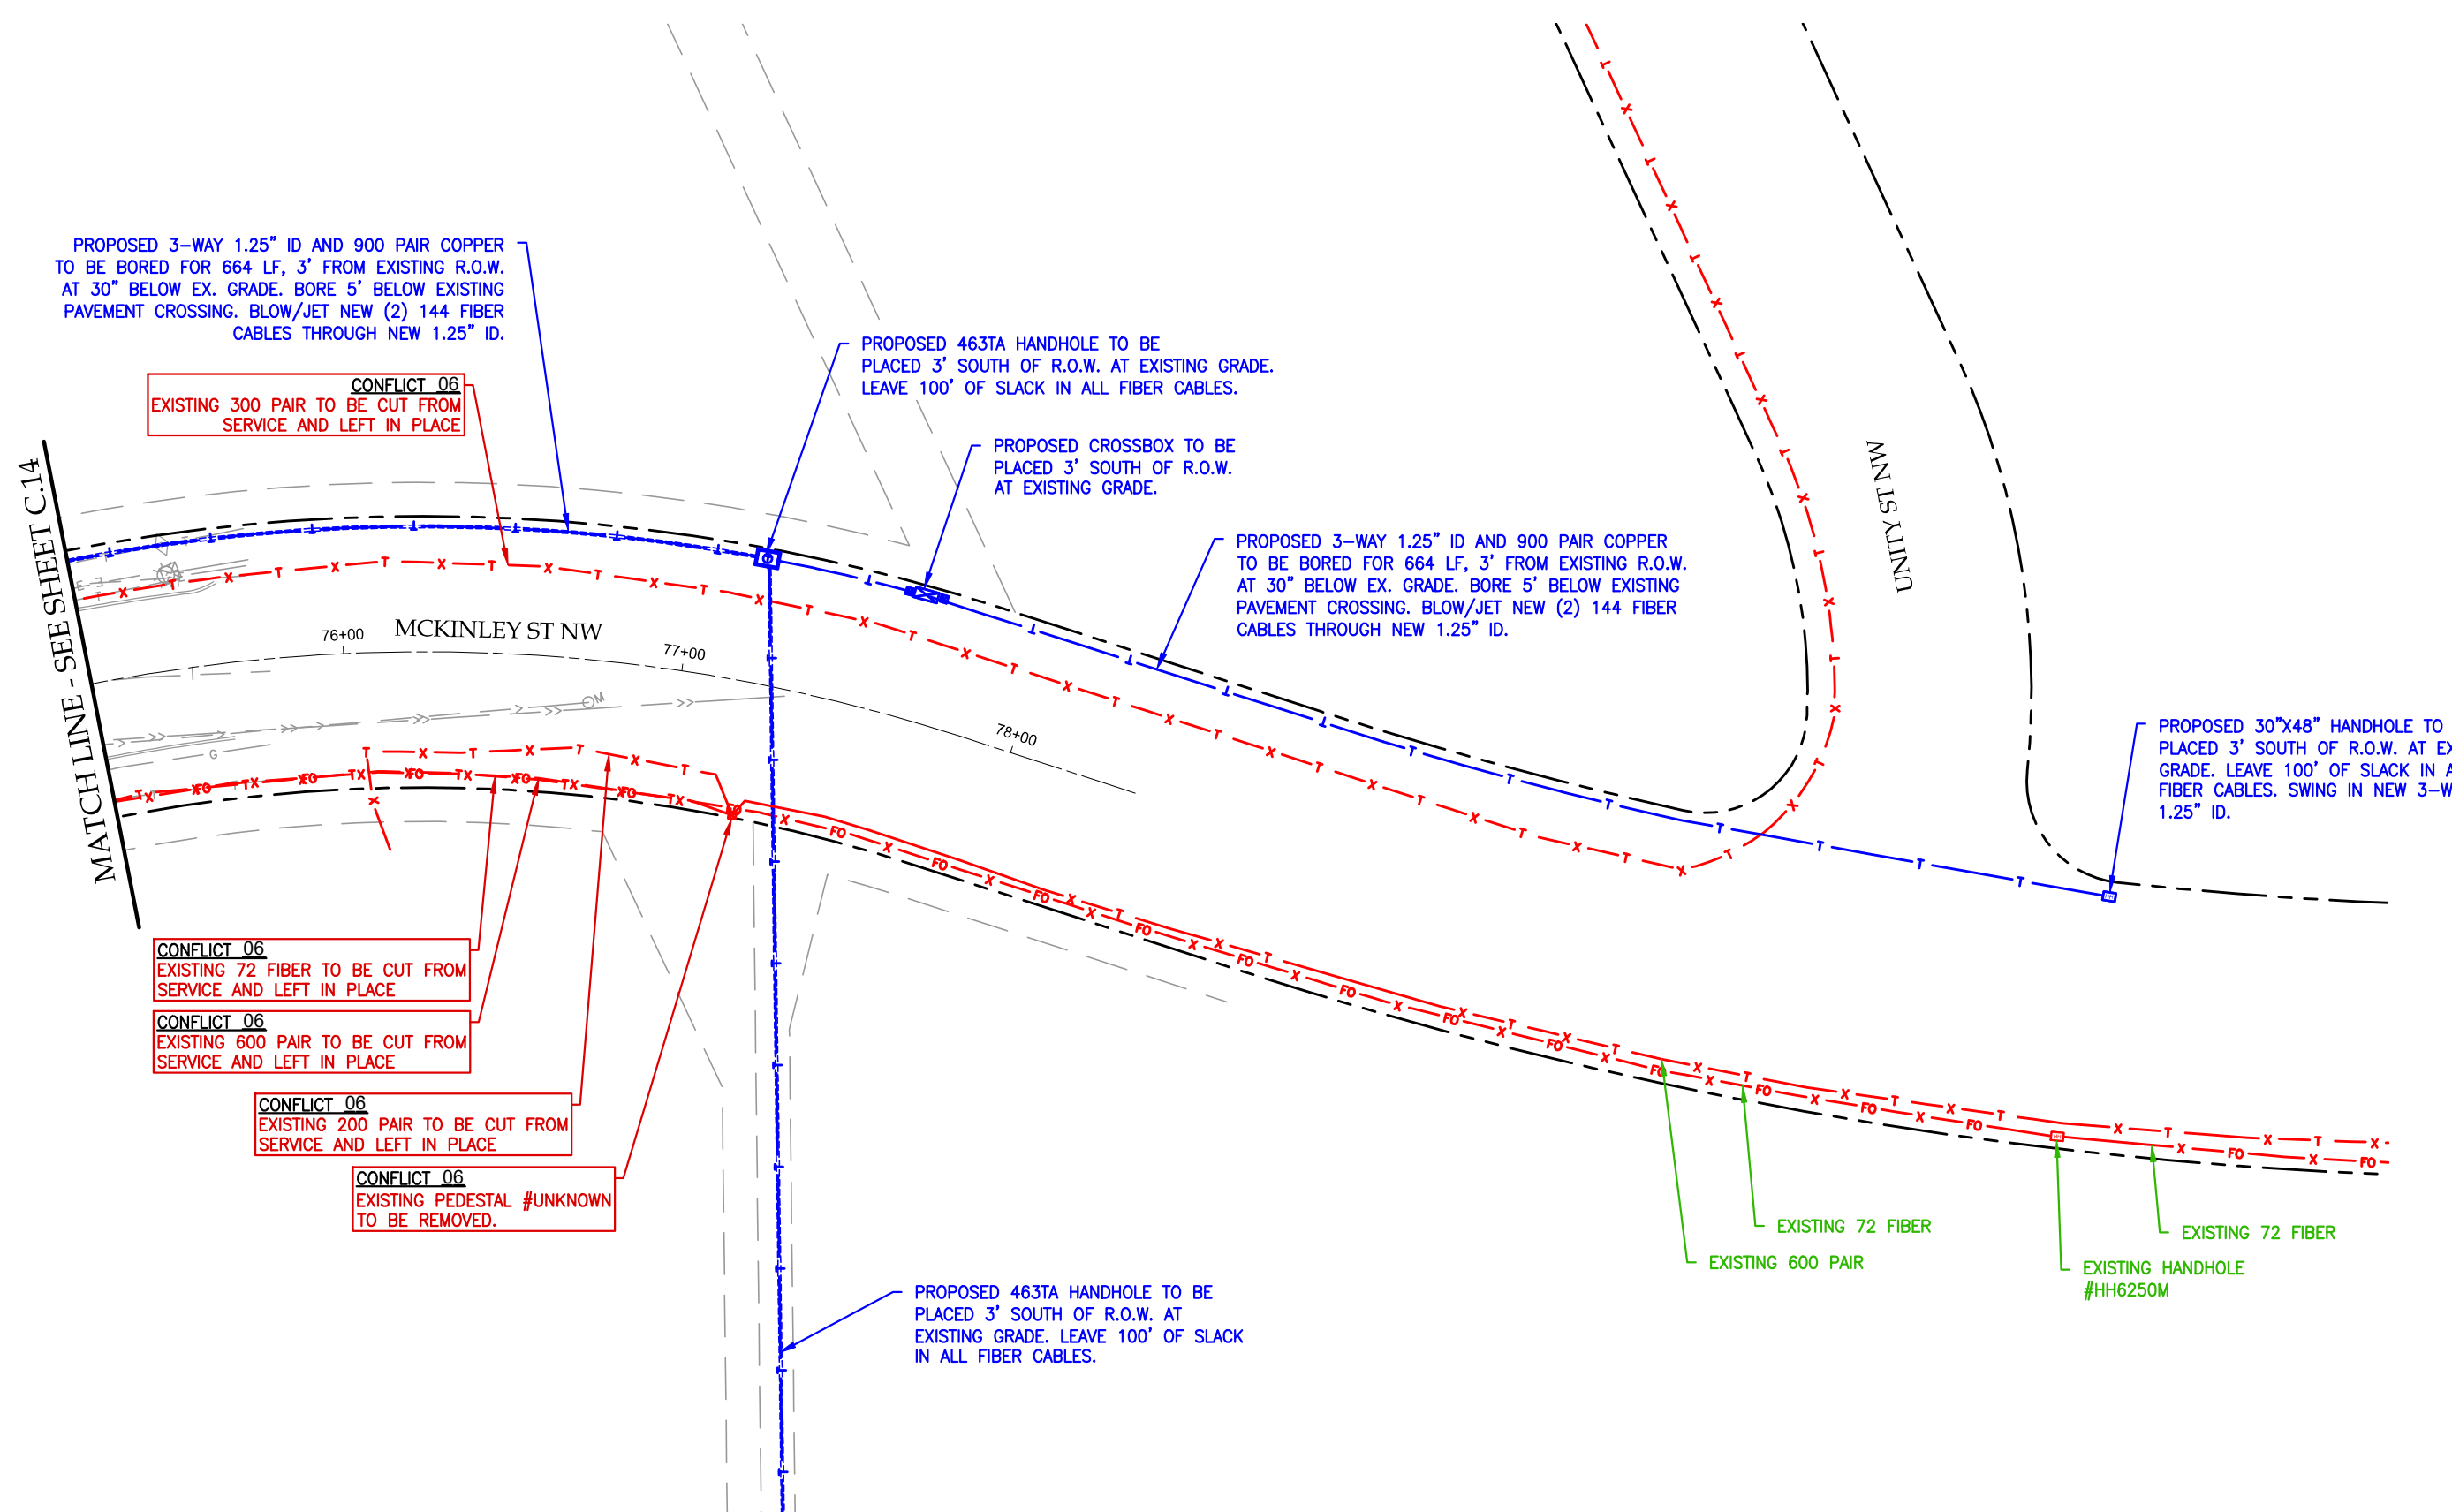 PROPOSED 3-WAY 1.25" ID AND 900 PAIR COPPER
TO BE BORED FOR 664 LF, 3' FROM EXISTING R.O.W.
AT 30" BELOW EX. GRADE. BORE 5' BELOW EXISTING
PAVEMENT CROSSING. BLOW/JET NEW (2) 144 FIBER
CABLES THROUGH NEW 1.25" ID.
CONFLICT 06
EXISTING 300 PAIR TO BE CUT FROM
SERVICE AND LEFT IN PLACE
PROPOSED 463TA HANDHOLE TO BE
PLACED 3' SOUTH OF R.O.W. AT EXISTING GRADE.
LEAVE 100' OF SLACK IN ALL FIBER CABLES.
PROPOSED CROSSBOX TO BE
PLACED 3' SOUTH OF R.O.W.
AT EXISTING GRADE.
PROPOSED 3-WAY 1.25" ID AND 900 PAIR COPPER
TO BE BORED FOR 664 LF, 3' FROM EXISTING R.O.W.
AT 30" BELOW EX. GRADE. BORE 5' BELOW EXISTING
PAVEMENT CROSSING. BLOW/JET NEW (2) 144 FIBER
CABLES THROUGH NEW 1.25" ID.
UNITY ST NW
MATCH LINE - SEE SHEET C.14
76+00
MCKINLEY ST NW
77+00
78+00
PROPOSED 30"X48" HANDHOLE TO
PLACED 3' SOUTH OF R.O.W. AT EX
GRADE. LEAVE 100' OF SLACK IN A
FIBER CABLES. SWING IN NEW 3-W
1.25" ID.
CONFLICT 06
EXISTING 72 FIBER TO BE CUT FROM
SERVICE AND LEFT IN PLACE
CONFLICT 06
EXISTING 600 PAIR TO BE CUT FROM
SERVICE AND LEFT IN PLACE
CONFLICT 06
EXISTING 200 PAIR TO BE CUT FROM
SERVICE AND LEFT IN PLACE
CONFLICT 06
EXISTING PEDESTAL #UNKNOWN
TO BE REMOVED.
EXISTING 72 FIBER
EXISTING 600 PAIR
EXISTING 72 FIBER
EXISTING HANDHOLE
#HH6250M
PROPOSED 463TA HANDHOLE TO BE
PLACED 3' SOUTH OF R.O.W. AT
EXISTING GRADE. LEAVE 100' OF SLACK
IN ALL FIBER CABLES.